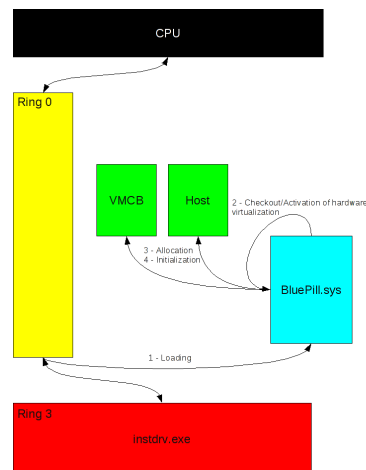 CPU
Ring 0
VMCB
Host
2 - Checkout/Activation of hardware
virtualization
3 - Allocation
4 - Initialization
BluePill.sys
1 - Loading
Ring 3
instdrv.exe